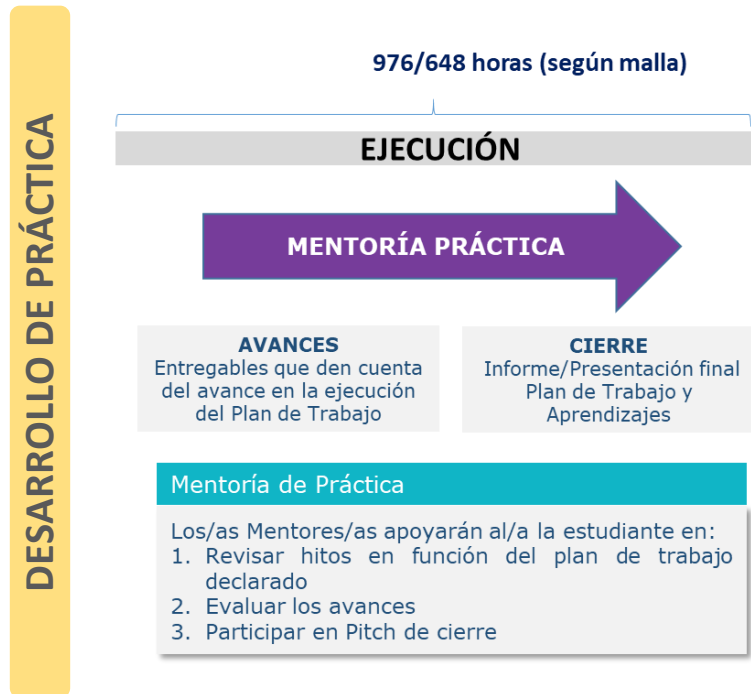 DESARROLLO DE PRÁCTICA
976/648 horas (según malla)
EJECUCIÓN
MENTORÍA PRÁCTICA
AVANCES
Entregables que den cuenta
del avance en la ejecución
del Plan de Trabajo
CIERRE
Informe/Presentación final
Plan de Trabajo y
Aprendizajes
Mentoría de Práctica
Los/as Mentores/as apoyarán al/a la estudiante en:
1. Revisar hitos en función del plan de trabajo
declarado
2. Evaluar los avances
3. Participar en Pitch de cierre